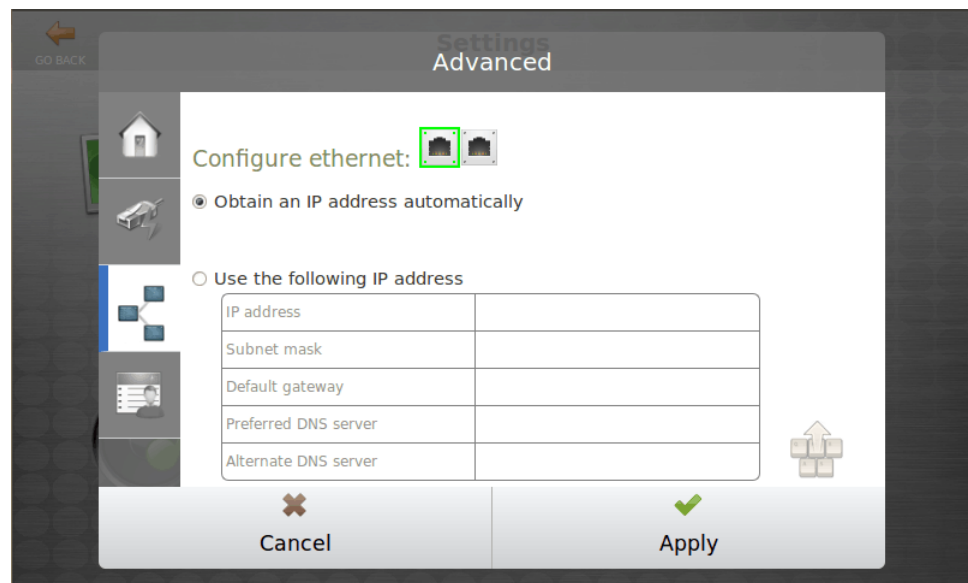 Settings
GO BACK
Advanced
Configure ethernet:
Obtain an IP address automatically
Use the following IP address
IP address
Subnet mask
Default gateway
Preferred DNS server
Alternate DNS server
Cancel
Apply